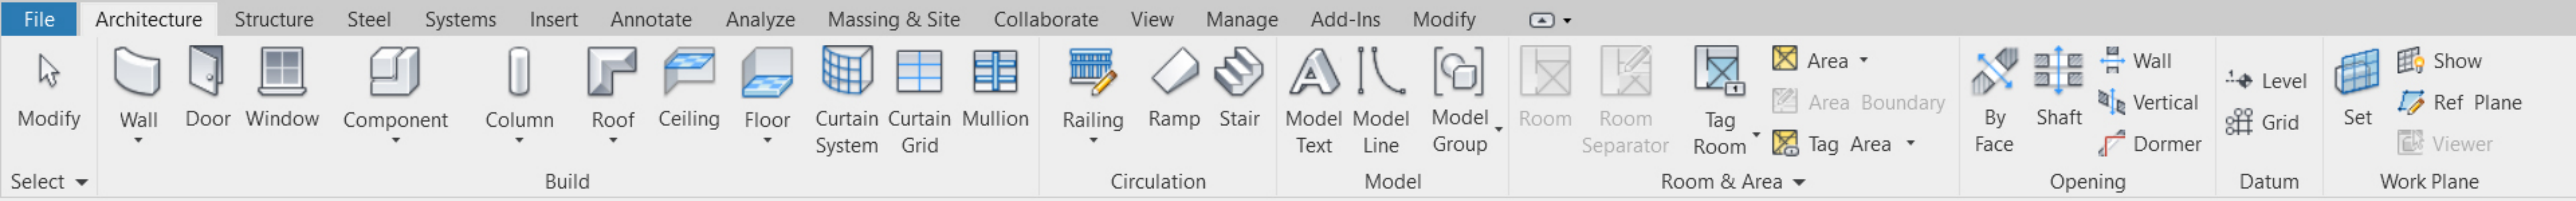 File Architecture Structure Steel Systems Insert Annotate Analyze Massing & Site Collaborate View Manage Add-Ins Modify
Modify
Select
Wall
Door
Window
Component
Column
Roof
Ceiling
Floor
Curtain
System
Curtain
Grid
Mullion
Build
Railing
Ramp
Stair
Circulation
Model
Text
Model
Line
Model
Group
Model
Room
Room
Separator
Tag
Room
Area
Area Boundary
Tag Area
Room & Area
By
Face
Shaft
Wall
Vertical
Dormer
Opening
Level
Grid
Datum
Set
Show
Ref Plane
Viewer
Work Plane